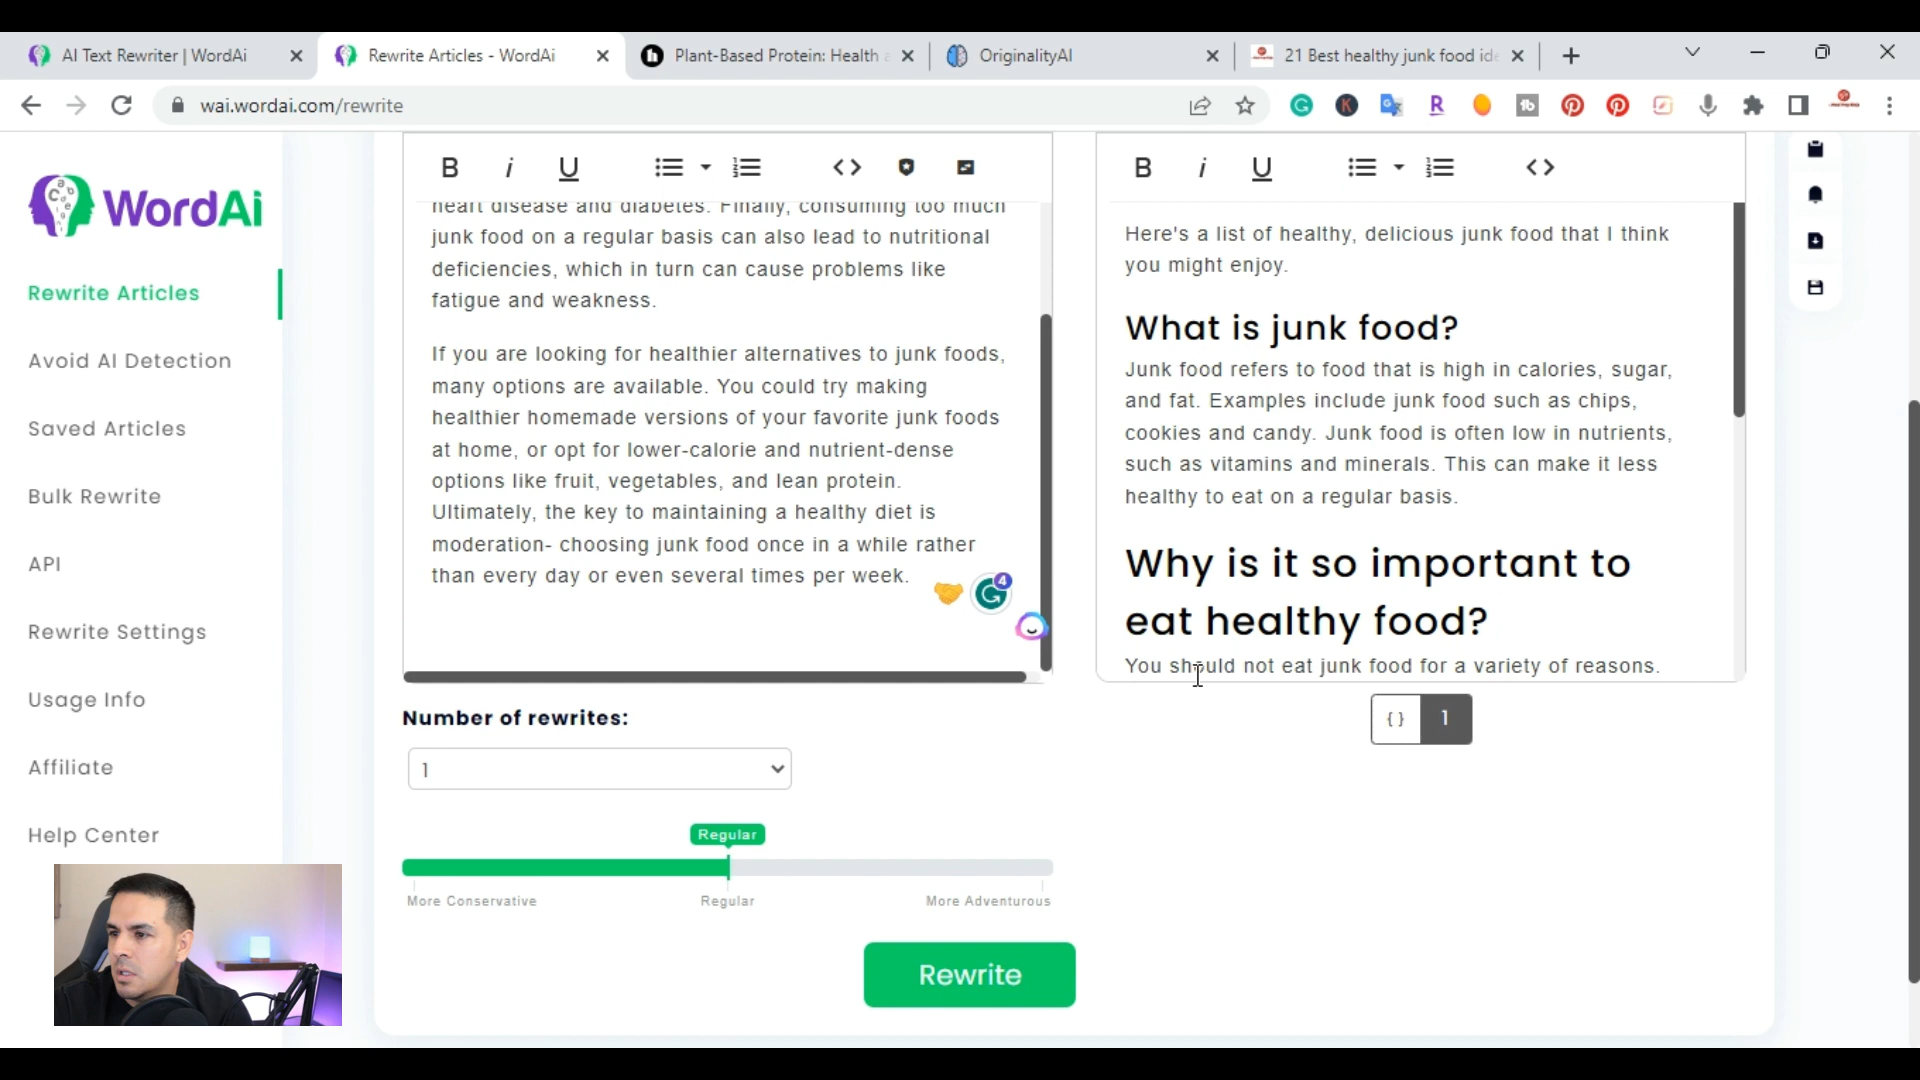 AI Text Rewriter | WordAi
Rewrite Articles - WordAi
Plant-Based Protein: Health
OriginalityAI
21 Best healthy junk food ide
wai.wordai.com/rewrite
WordAi
Rewrite Articles
Avoid AI Detection
Saved Articles
Bulk Rewrite
API
Rewrite Settings
Usage Info
Affiliate
Help Center
heart disease and diabetes. Finally, consuming too much
junk food on a regular basis can also lead to nutritional
deficiencies, which in turn can cause problems like
fatigue and weakness.
If you are looking for healthier alternatives to junk foods,
many options are available. You could try making
healthier homemade versions of your favorite junk foods
at home, or opt for lower-calorie and nutrient-dense
options like fruit, vegetables, and lean protein.
Ultimately, the key to maintaining a healthy diet is
moderation- choosing junk food once in a while rather
than every day or even several times per week.
4
Here's a list of healthy, delicious junk food that I think
you might enjoy.
What is junk food?
Junk food refers to food that is high in calories, sugar,
and fat. Examples include junk food such as chips,
cookies and candy. Junk food is often low in nutrients,
such as vitamins and minerals. This can make it less
healthy to eat on a regular basis.
Why is it so important to
eat healthy food?
You should not eat junk food for a variety of reasons.
{ } 1
Number of rewrites:
1
Regular
More Conservative Regular More Adventurous
Rewrite